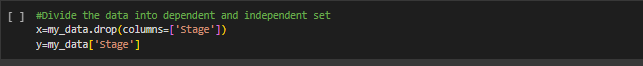 [ ] #Divide the data into dependent and independent set
x=my_data.drop(columns=['Stage'])
y=my_data['Stage']